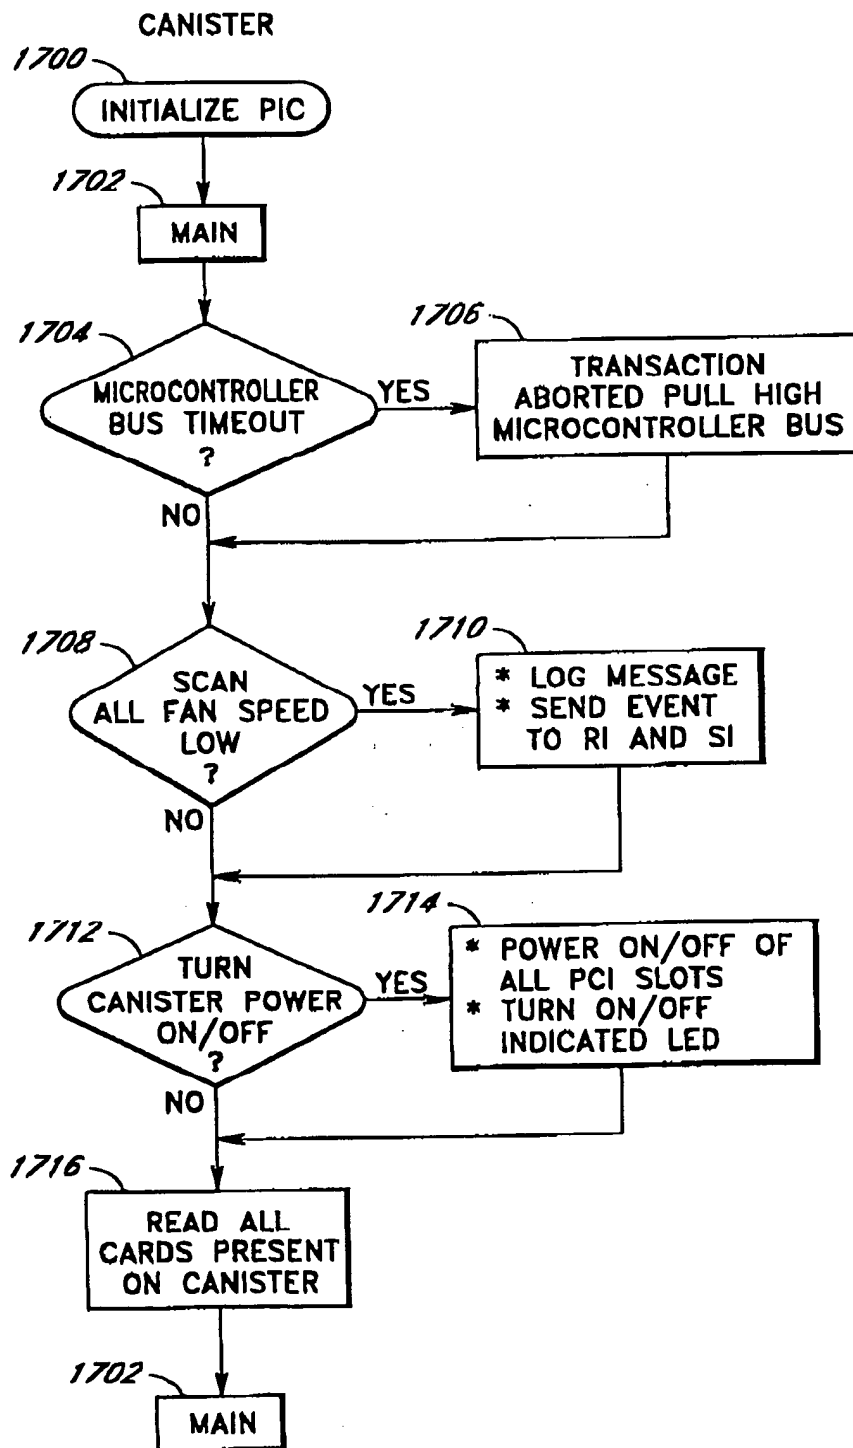 CANISTER
1700
INITIALIZE PIC
1702
MAIN
1704
MICROCONTROLLER
BUS TIMEOUT
?
YES
NO
1706
TRANSACTION
ABORTED PULL HIGH
MICROCONTROLLER BUS
1708
SCAN
ALL FAN SPEED
LOW
?
YES
NO
1710
* LOG MESSAGE
* SEND EVENT
TO RI AND SI
1712
TURN
CANISTER POWER
ON/OFF
?
YES
NO
1714
* POWER ON/OFF OF
ALL PCI SLOTS
* TURN ON/OFF
INDICATED LED
1716
READ ALL
CARDS PRESENT
ON CANISTER
1702
MAIN